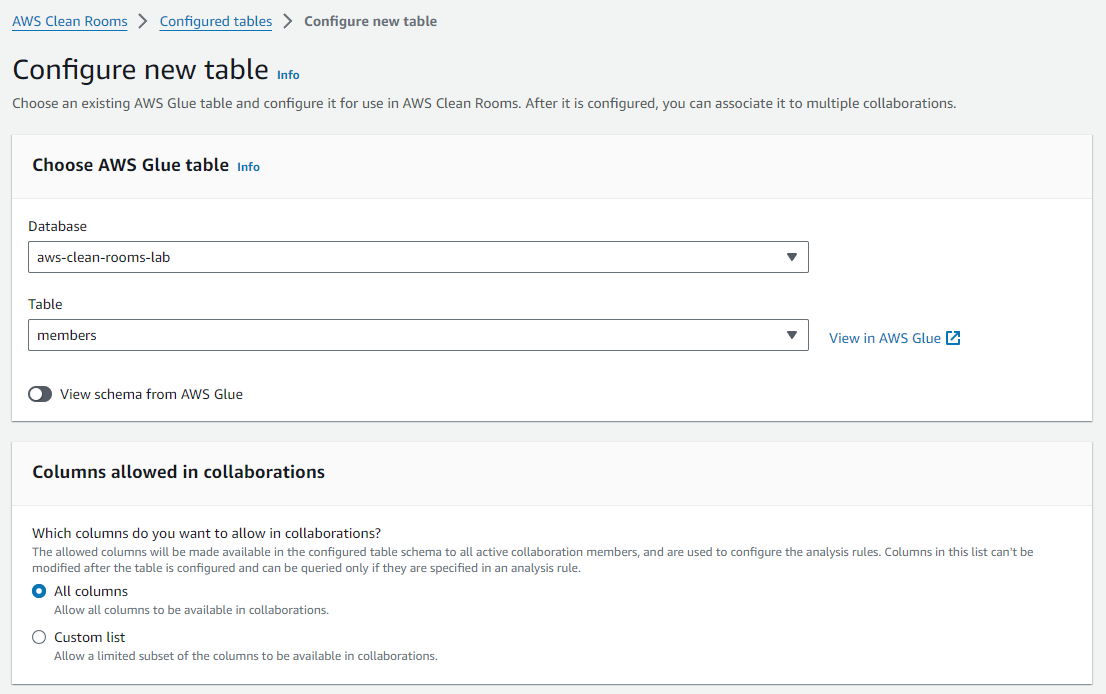 AWS Clean Rooms > Configured tables > Configure new table
Configure new table Info
Choose an existing AWS Glue table and configure it for use in AWS Clean Rooms. After it is configured, you can associate it to multiple collaborations.
Choose AWS Glue table Info
Database
aws-clean-rooms-lab
Table
members
View in AWS Glue
View schema from AWS Glue
Columns allowed in collaborations
Which columns do you want to allow in collaborations?
The allowed columns will be made available in the configured table schema to all active collaboration members, and are used to configure the analysis rules. Columns in this list can't be
modified after the table is configured and can be queried only if they are specified in an analysis rule.
All columns
Allow all columns to be available in collaborations.
Custom list
Allow a limited subset of the columns to be available in collaborations.